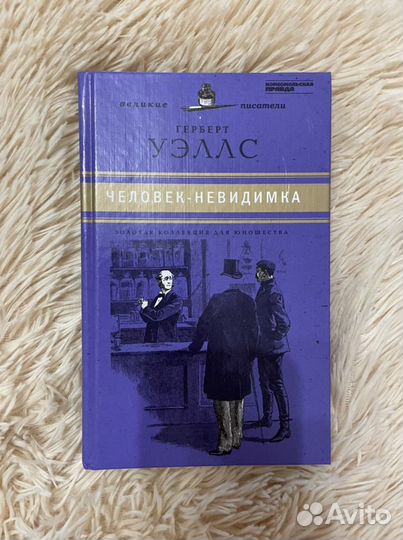 КОМСОМОЛЬСКАЯ
ПРАВДА
великие писатели
ГЕРБЕРТ
УЭЛЛС
ЧЕЛОВЕК-НЕВИДИМКА
ЗОЛОТАЯ КОЛЛЕКЦИЯ ДЛЯ ЮНОШЕСТВА
Avito